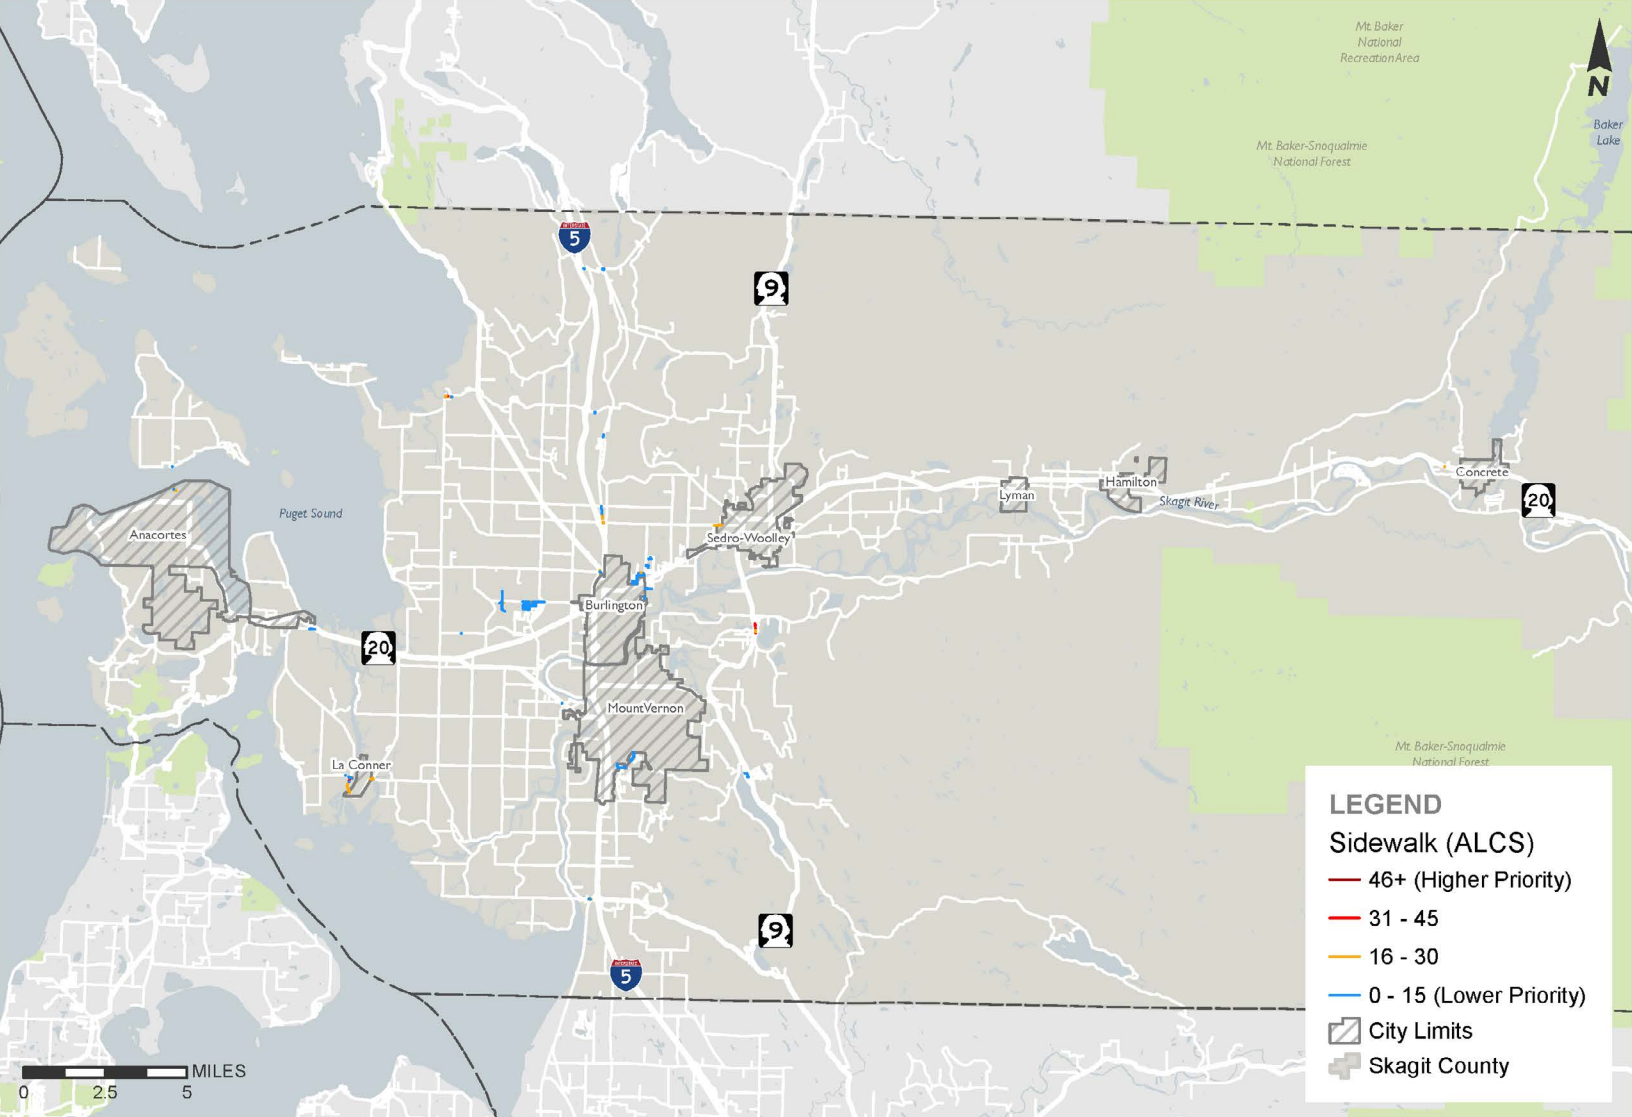 Mt. Baker
National
Recreation Area
N
Baker
Lake
Mt. Baker-Snoqualmie
National Forest
INTERSTATE
5
9
Puget Sound
Anacortes
Sedro-Woolley
Lyman
Hamilton
Skagit River
Concrete
20
Burlington
20
Mount Vernon
La Conner
Mt. Baker-Snoqualmie
National Forest
9
INTERSTATE
5
LEGEND
Sidewalk (ALCS)
46+ (Higher Priority)
31 - 45
16 - 30
0 - 15 (Lower Priority)
City Limits
Skagit County
MILES
0 2.5 5